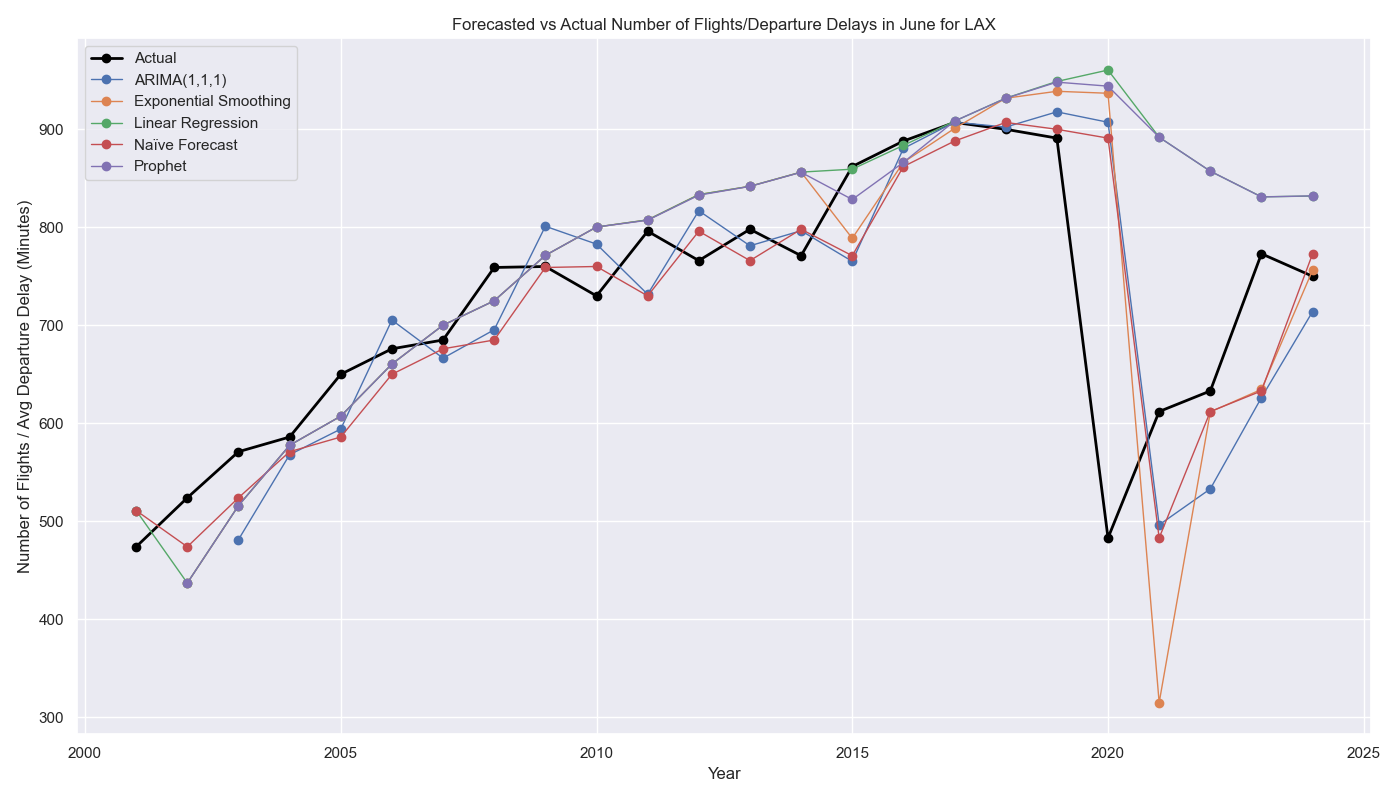 Forecasted vs Actual Number of Flights/Departure Delays in June for LAX
Actual
ARIMA(1,1,1)
Exponential Smoothing
Linear Regression
Naïve Forecast
Prophet
Number of Flights / Avg Departure Delay (Minutes)
900
800
700
600
500
400
300
2000
2005
2010
2015
2020
2025
Year